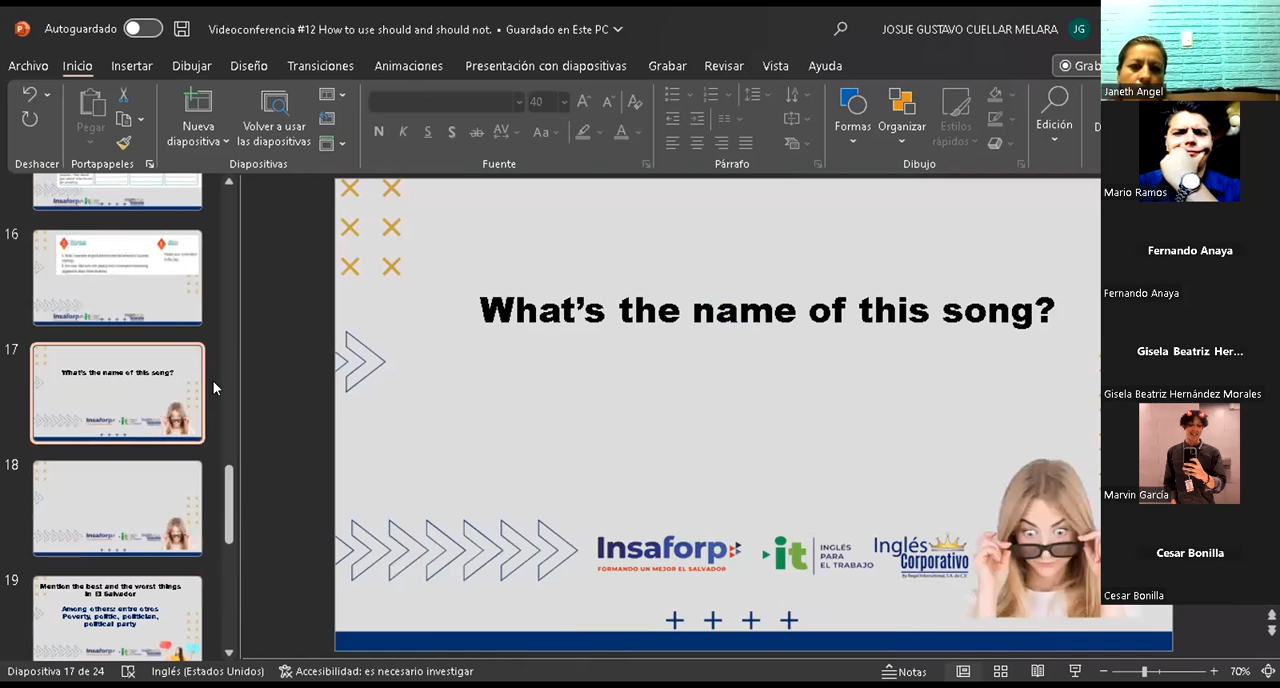 Autoguardado
Videoconferencia #12 How to use should and should not. • Guardado en Este PC
JOSUE GUSTAVO CUELLAR MELARA
JG
Archivo Inicio Insertar Dibujar Diseño Transiciones Animacion Presentación con diapositivas Grabar Revisar Vista Ayuda
Grab
40
Pegar
Nueva diapositiva
Volver a usar las diapositivas
N K S S ab AV Aa A
Formas
Organizar
Estilos rápidos
Edición
D
Deshacer
Portapapeles
Diapositivas
Fuente
Párrafo
Dibujo
16
17
What's the name of this song?
18
19
Mention the best and the worst things
in El Salvador
Among others: entre otros
Poverty, politic, politician,
political party
What's the name of this song?
Insaforp
FORMANDO UN MEJOR EL SALVADOR
it
INGLÉS
PARA
EL TRABAJO
Inglés
Corporativo
Janeth Angel
Mario Ramos
Fernando Anaya
Fernando Anaya
Gisela Beatriz Her...
Gisela Beatriz Hernández Morales
Marvin García
Cesar Bonilla
Cesar Bonilla
Diapositiva 17 de 24
Inglés (Estados Unidos)
Accesibilidad: es necesario investigar
Notas
70%